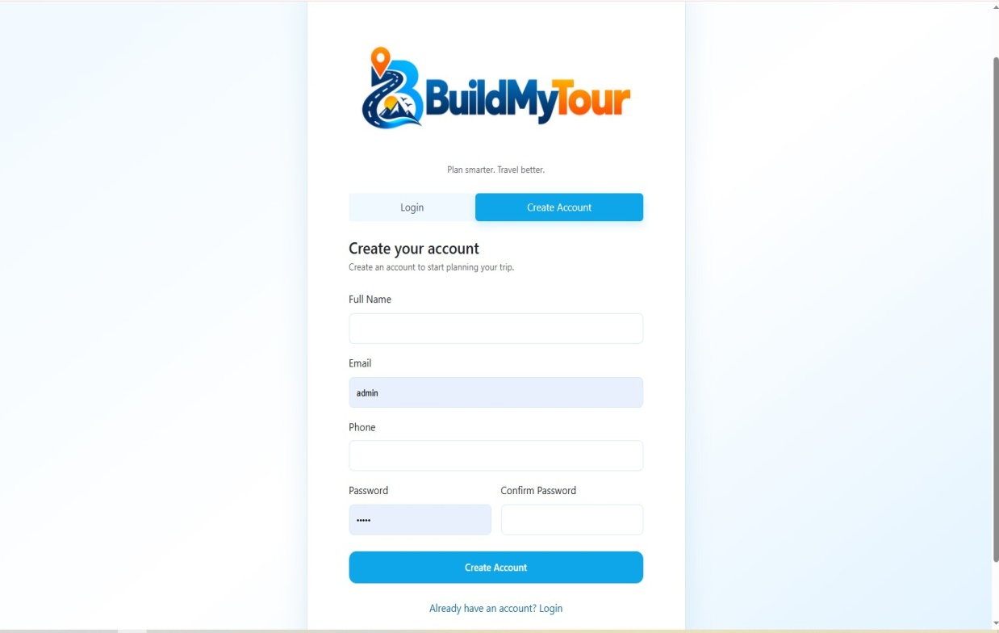 BuildMyTour
Plan smarter. Travel better.
Login
Create Account
Create your account
Create an account to start planning your trip.
Full Name
Email
admin
Phone
Password
Confirm Password
•••••
Create Account
Already have an account? Login